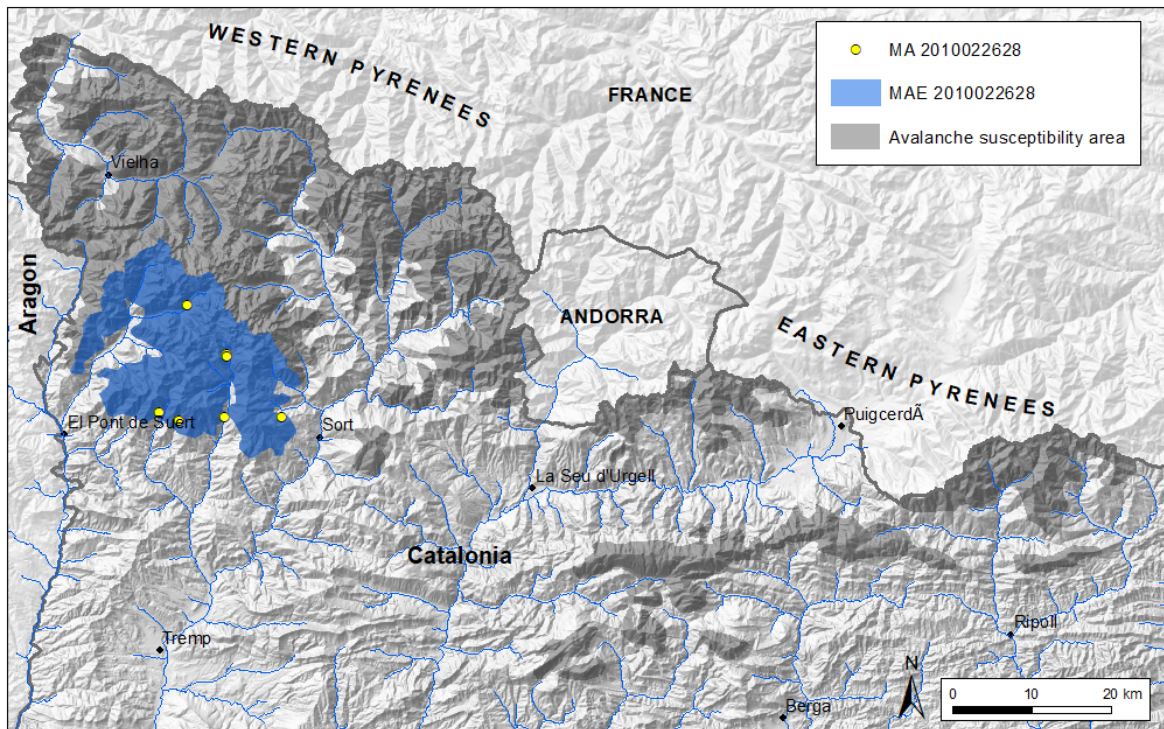 WESTERN PYRENEES
FRANCE
MA 2010022628
MAE 2010022628
Avalanche susceptibility area
Vielha
Aragon
ANDORRA
EASTERN PYRENEES
El Pont de Suert
Sort
PuigcerdÃ
La Seu d'Urgell
Catalonia
Tremp
Ripoll
Berga
N
0 10 20 km